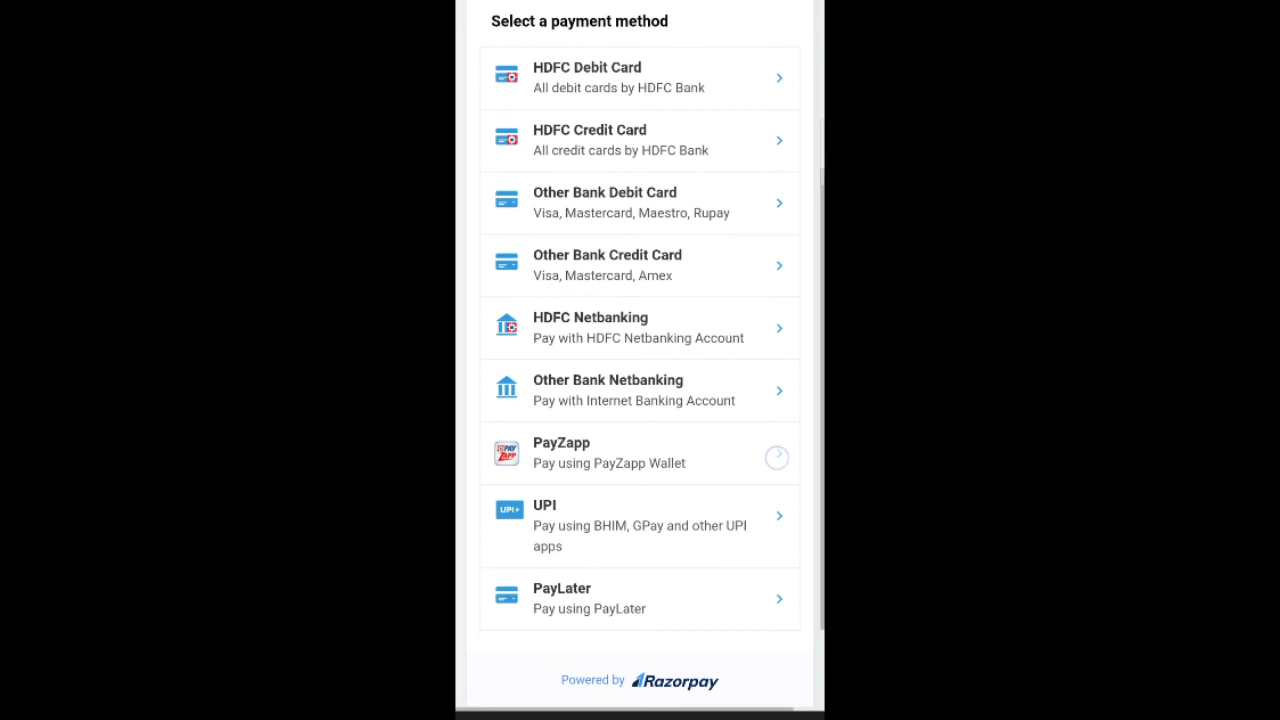 Select a payment method
HDFC Debit Card
All debit cards by HDFC Bank
HDFC Credit Card
All credit cards by HDFC Bank
Other Bank Debit Card
Visa, Mastercard, Maestro, Rupay
Other Bank Credit Card
Visa, Mastercard, Amex
HDFC Netbanking
Pay with HDFC Netbanking Account
Other Bank Netbanking
Pay with Internet Banking Account
PAY
ZAPP
PayZapp
Pay using PayZapp Wallet
UPI
UPI
Pay using BHIM, GPay and other UPI
apps
PayLater
Pay using PayLater
Powered by Razorpay